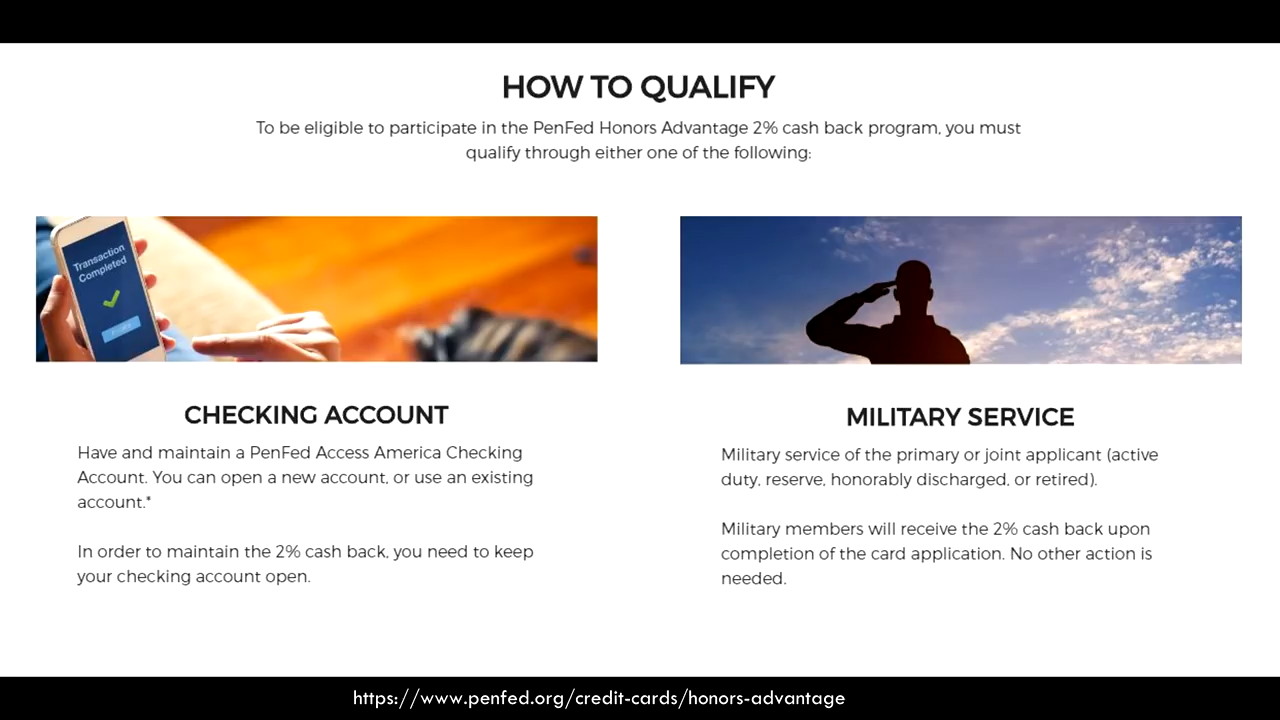 HOW TO QUALIFY
To be eligible to participate in the PenFed Honors Advantage 2% cash back program, you must
qualify through either one of the following:
Transaction
Completed
CHECKING ACCOUNT
Have and maintain a PenFed Access America Checking
Account. You can open a new account, or use an existing
account.*
In order to maintain the 2% cash back, you need to keep
your checking account open.
MILITARY SERVICE
Military service of the primary or joint applicant (active
duty, reserve, honorably discharged, or retired).
Military members will receive the 2% cash back upon
completion of the card application. No other action is
needed.
https://www.penfed.org/credit-cards/honors-advantage